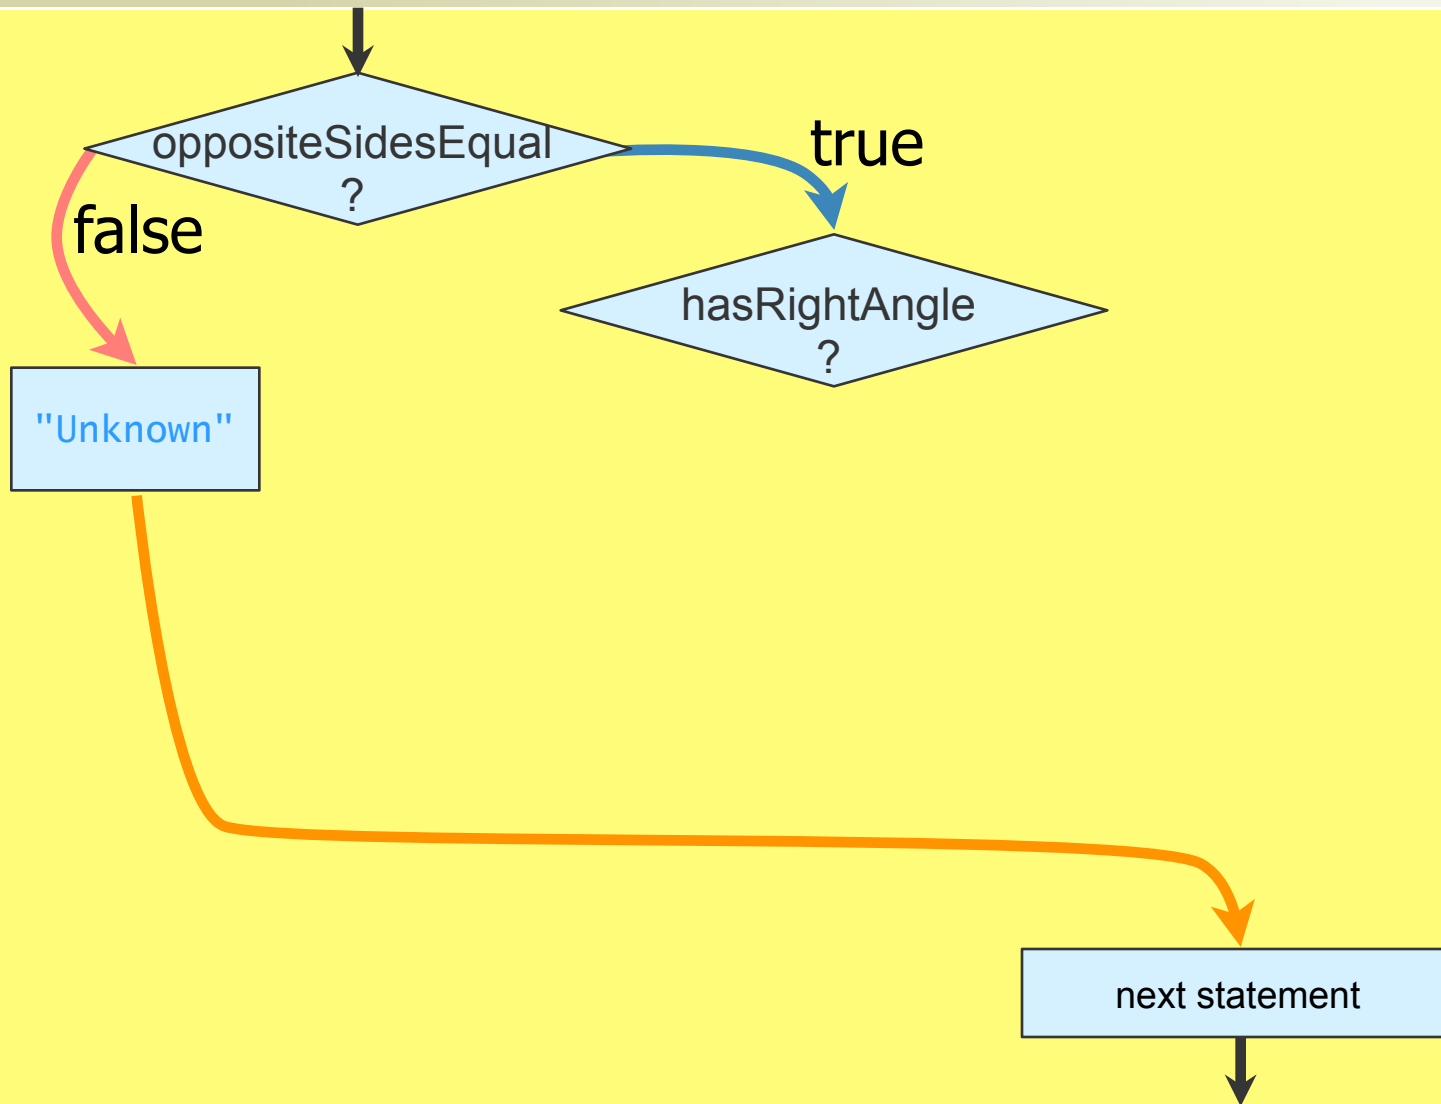 oppositeSidesEqual
?
true
false
hasRightAngle
?
"Unknown"
next statement